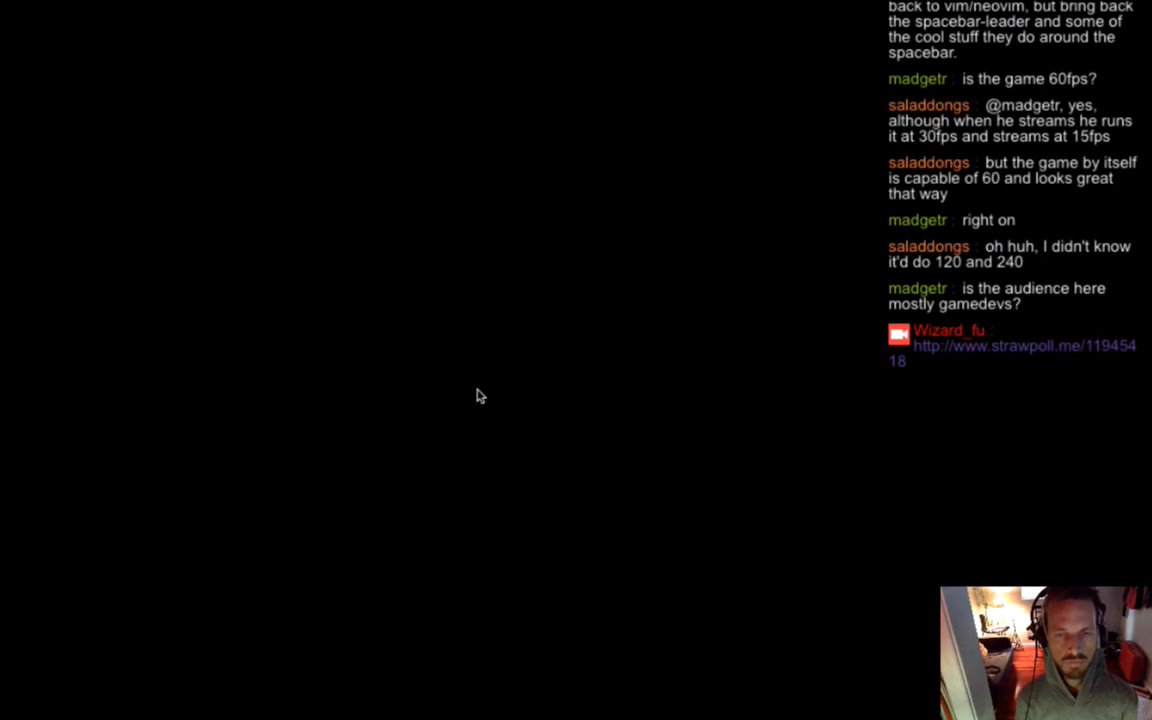 back to vim/neovim, but bring back
the spacebar-leader and some of
the cool stuff they do around the
spacebar.
madgetr : is the game 60fps?
saladdongs : @madgetr, yes,
although when he streams he runs
it at 30fps and streams at 15fps
saladdongs : but the game by itself
is capable of 60 and looks great
that way
madgetr : right on
saladdongs : oh huh, I didn't know
it'd do 120 and 240
madgetr : is the audience here
mostly gamedevs?
Wizard_fu :
http://www.strawpoll.me/119454
18